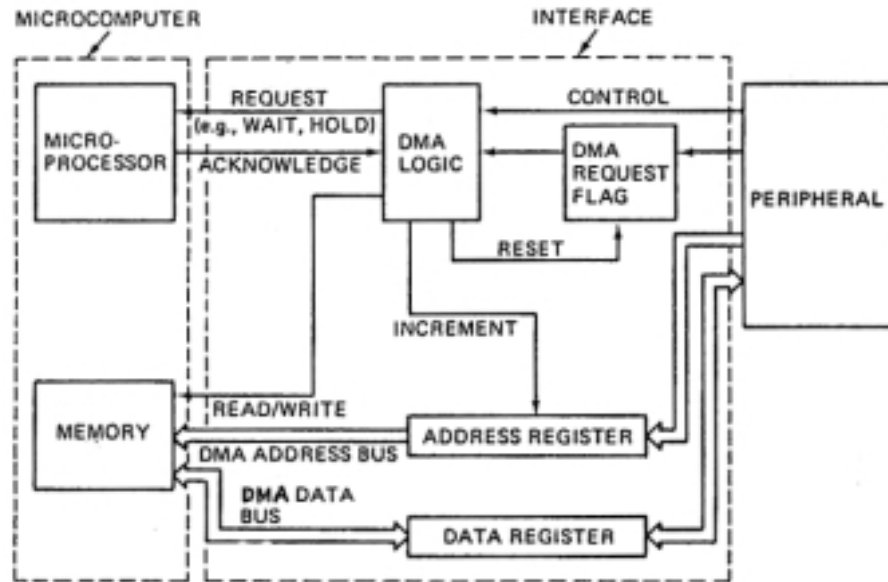 MICROCOMPUTER
INTERFACE
MICRO-
PROCESSOR
REQUEST
(e.g., WAIT, HOLD)
ACKNOWLEDGE
DMA
LOGIC
CONTROL
DMA
REQUEST
FLAG
PERIPHERAL
RESET
INCREMENT
READ/WRITE
MEMORY
ADDRESS REGISTER
DMA ADDRESS BUS
DMA DATA
BUS
DATA REGISTER